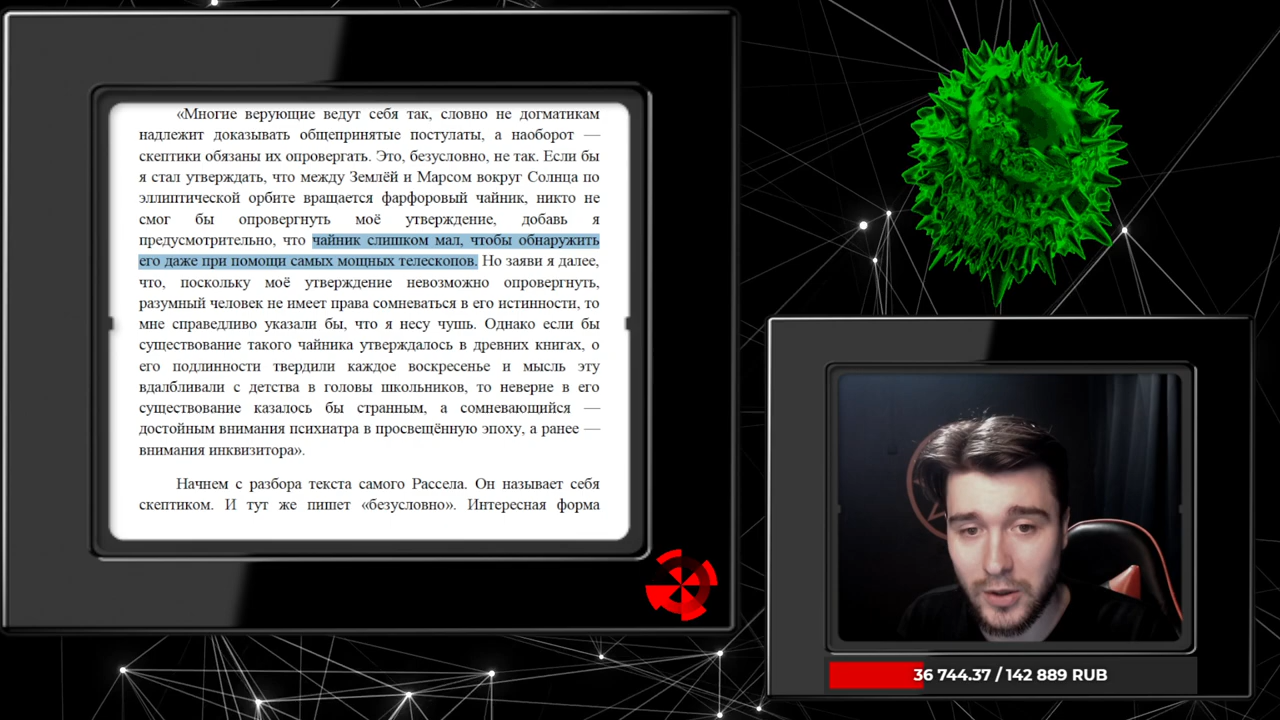 «Многие верующие ведут себя так, словно не догматикам
надлежит доказывать общепринятые постулаты, а наоборот —
скептики обязаны их опровергать. Это, безусловно, не так. Если бы
я стал утверждать, что между Землёй и Марсом вокруг Солнца по
эллиптической орбите вращается фарфоровый чайник, никто не
смог бы опровергнуть моё утверждение, добавь я
предусмотрительно, что чайник слишком мал, чтобы обнаружить
его даже при помощи самых мощных телескопов. Но заяви я далее,
что, поскольку моё утверждение невозможно опровергнуть,
разумный человек не имеет права сомневаться в его истинности, то
мне справедливо указали бы, что я несу чушь. Однако если бы
существование такого чайника утверждалось в древних книгах, о
его подлинности твердили каждое воскресенье и мысль эту
вдалбливали с детства в головы школьников, то неверие в его
существование казалось бы странным, а сомневающийся —
достойным внимания психиатра в просвещённую эпоху, а ранее —
внимания инквизитора».
Начнем с разбора текста самого Рассела. Он называет себя
скептиком. И тут же пишет «безусловно». Интересная форма
36 744.37 / 142 889 RUB